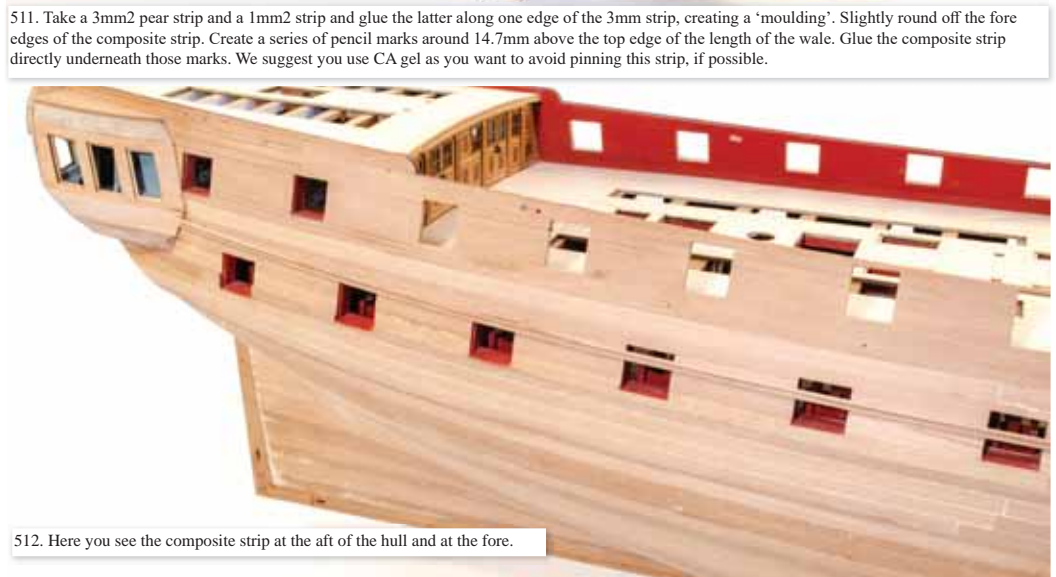 511. Take a 3mm2 pear strip and a 1mm2 strip and glue the latter along one edge of the 3mm strip, creating a ‘moulding’. Slightly round off the fore
edges of the composite strip. Create a series of pencil marks around 14.7mm above the top edge of the length of the wale. Glue the composite strip
directly underneath those marks. We suggest you use CA gel as you want to avoid pinning this strip, if possible.
512. Here you see the composite strip at the aft of the hull and at the fore.